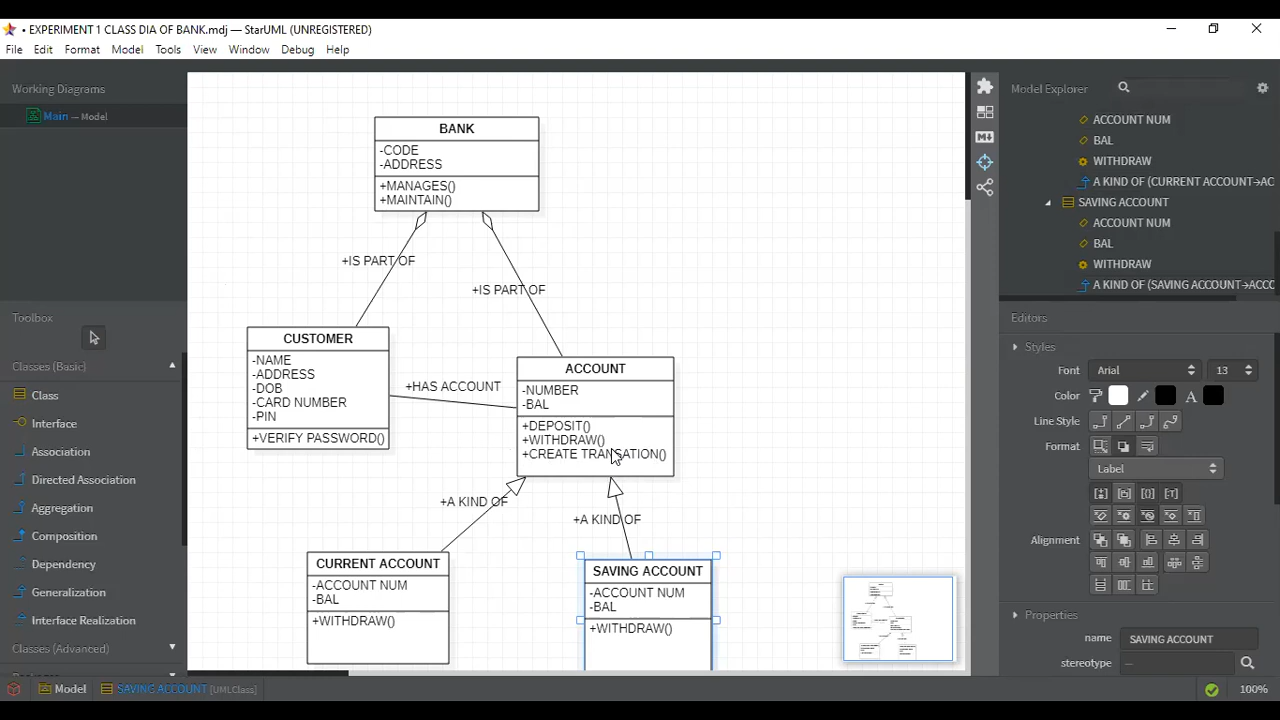 • EXPERIMENT 1 CLASS DIA OF BANK.mdj — StarUML (UNREGISTERED)
File Edit Format Model Tools View Window Debug Help
Working Diagrams
Main — Model
Toolbox
Classes (Basic)
Class
Interface
Association
Directed Association
Aggregation
Composition
Dependency
Generalization
Interface Realization
Classes (Advanced)
BANK
-CODE
-ADDRESS
+MANAGES()
+MAINTAIN()
+IS PART OF
+IS PART OF
CUSTOMER
-NAME
-ADDRESS
-DOB
-CARD NUMBER
-PIN
+VERIFY PASSWORD()
+HAS ACCOUNT
ACCOUNT
-NUMBER
-BAL
+DEPOSIT()
+WITHDRAW()
+CREATE TRANSATION()
+A KIND OF
+A KIND OF
CURRENT ACCOUNT
-ACCOUNT NUM
-BAL
+WITHDRAW()
SAVING ACCOUNT
-ACCOUNT NUM
-BAL
+WITHDRAW()
Model Explorer
ACCOUNT NUM
BAL
WITHDRAW
A KIND OF (CURRENT ACCOUNT→AC
SAVING ACCOUNT
ACCOUNT NUM
BAL
WITHDRAW
A KIND OF (SAVING ACCOUNT→ACCO
Editors
Styles
Font Arial 13
Color A
Line Style
Format
Label
Alignment
Properties
name SAVING ACCOUNT
stereotype —
Model SAVING ACCOUNT [UMLClass]
100%